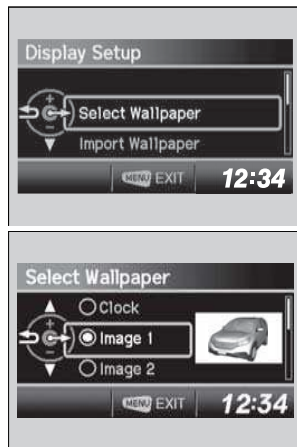 Display Setup
+
Select Wallpaper
-
Import Wallpaper
MENU EXIT 12:34
Select Wallpaper
Clock
+
Image 1
-
Image 2
MENU EXIT 12:34